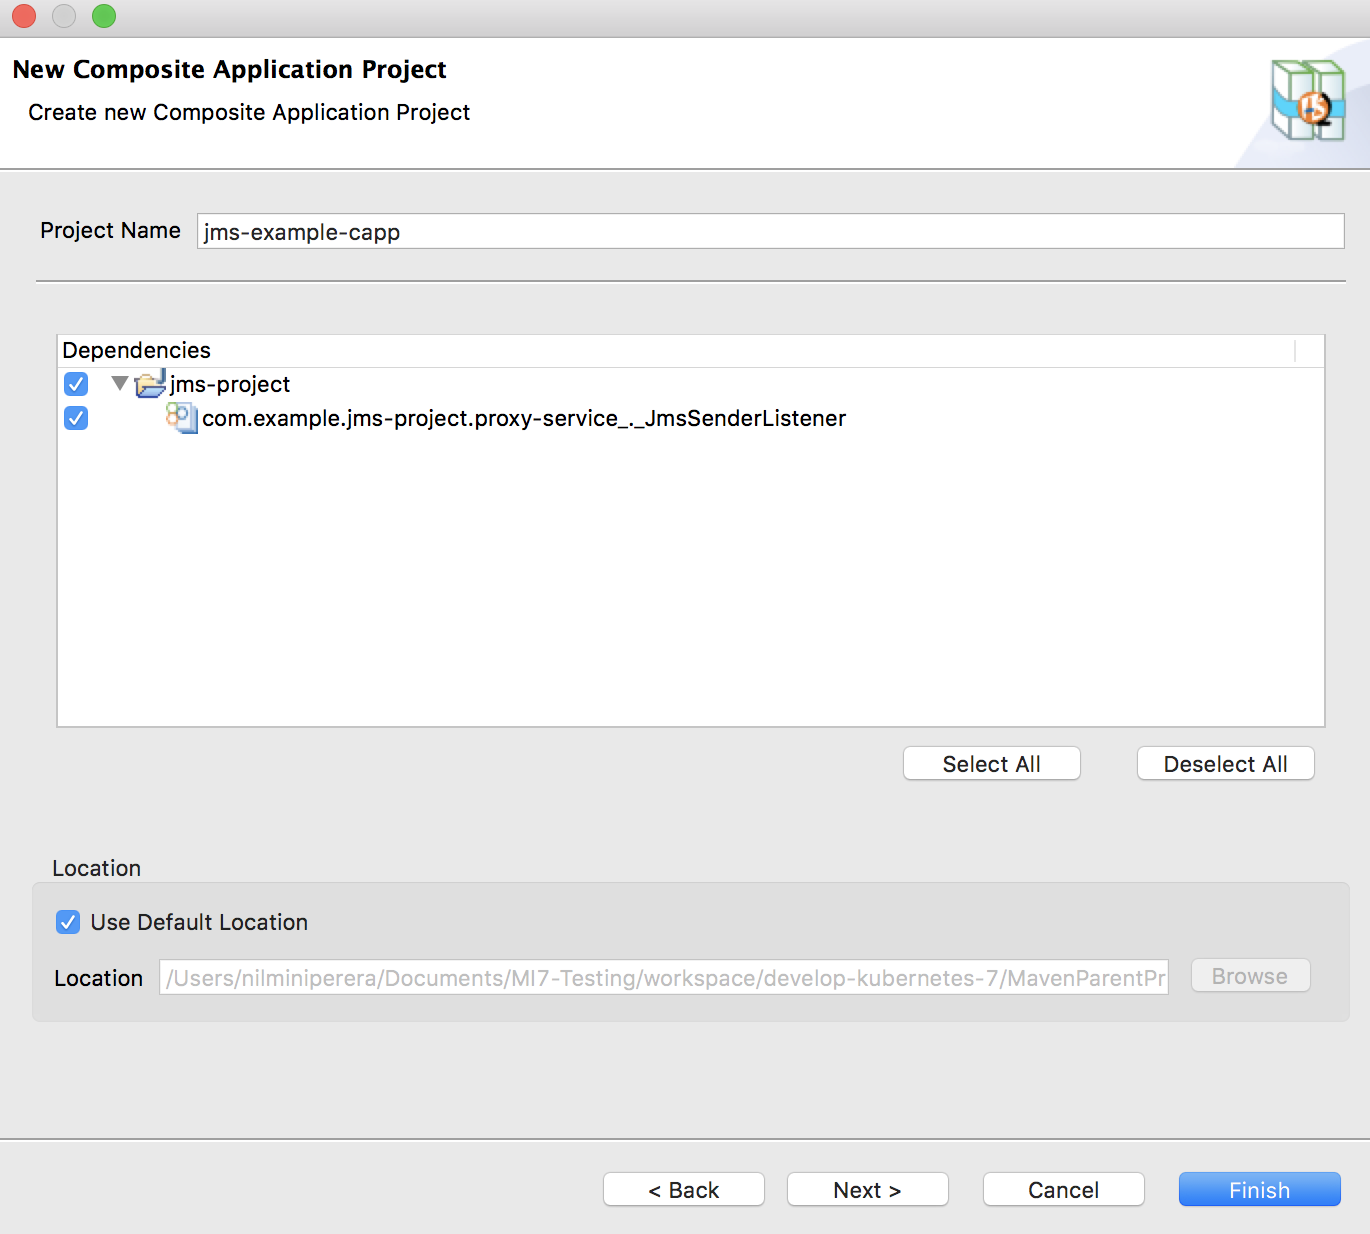 New Composite Application Project
Create new Composite Application Project
Project Name jms-example-capp
Dependencies
jms-project
com.example.jms-project.proxy-service_._JmsSenderListener
Select All Deselect All
Location
Use Default Location
Location /Users/nilminiperera/Documents/MI7-Testing/workspace/develop-kubernetes-7/MavenParentPr Browse
< Back Next > Cancel Finish